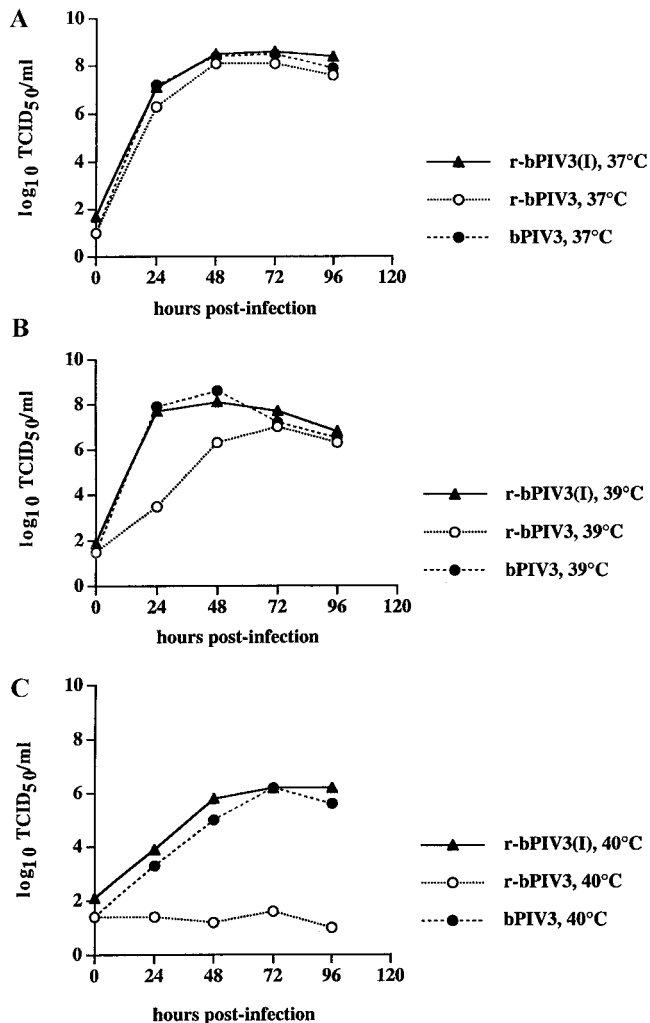 A
10
8
6
4
2
0
log10 TCID50/ml
0 24 48 72 96 120
hours post-infection
r-bPIV3(I), 37°C
r-bPIV3, 37°C
bPIV3, 37°C
B
10
8
6
4
2
0
log10 TCID50/ml
0 24 48 72 96 120
hours post-infection
r-bPIV3(I), 39°C
r-bPIV3, 39°C
bPIV3, 39°C
C
10
8
6
4
2
0
log10 TCID50/ml
0 24 48 72 96 120
hours post-infection
r-bPIV3(I), 40°C
r-bPIV3, 40°C
bPIV3, 40°C